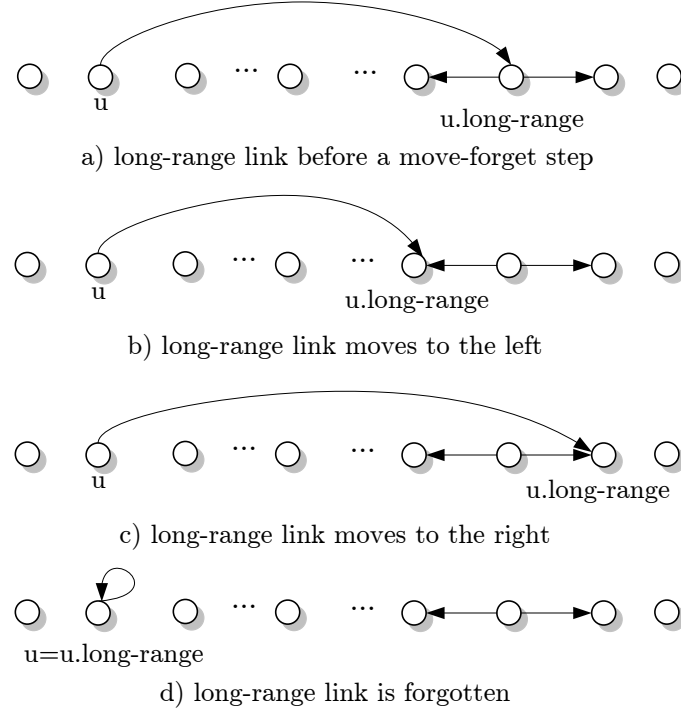 ... ...
u
u.long-range
a) long-range link before a move-forget step
... ...
u
u.long-range
b) long-range link moves to the left
... ...
u
u.long-range
c) long-range link moves to the right
... ...
u=u.long-range
d) long-range link is forgotten